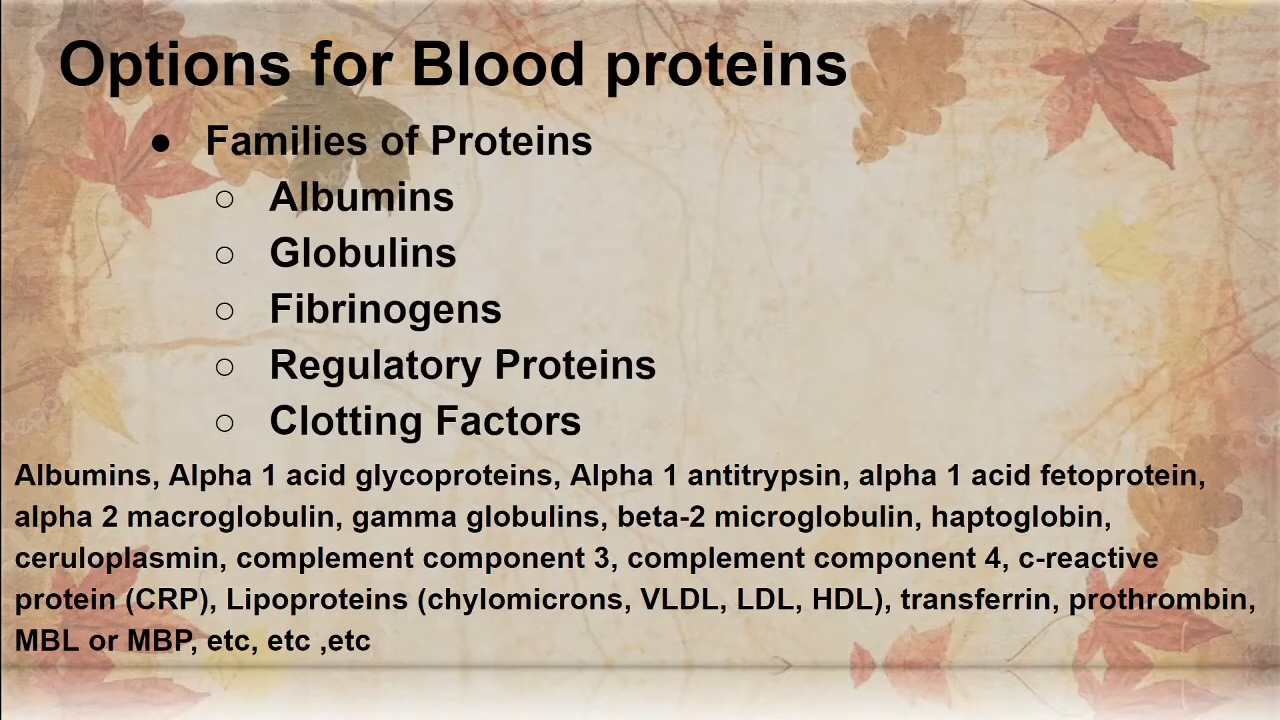 Options for Blood proteins
● Families of Proteins
○ Albumins
○ Globulins
○ Fibrinogens
○ Regulatory Proteins
○ Clotting Factors
Albumins, Alpha 1 acid glycoproteins, Alpha 1 antitrypsin, alpha 1 acid fetoprotein,
alpha 2 macroglobulin, gamma globulins, beta-2 microglobulin, haptoglobin,
ceruloplasmin, complement component 3, complement component 4, c-reactive
protein (CRP), Lipoproteins (chylomicrons, VLDL, LDL, HDL), transferrin, prothrombin,
MBL or MBP, etc, etc ,etc